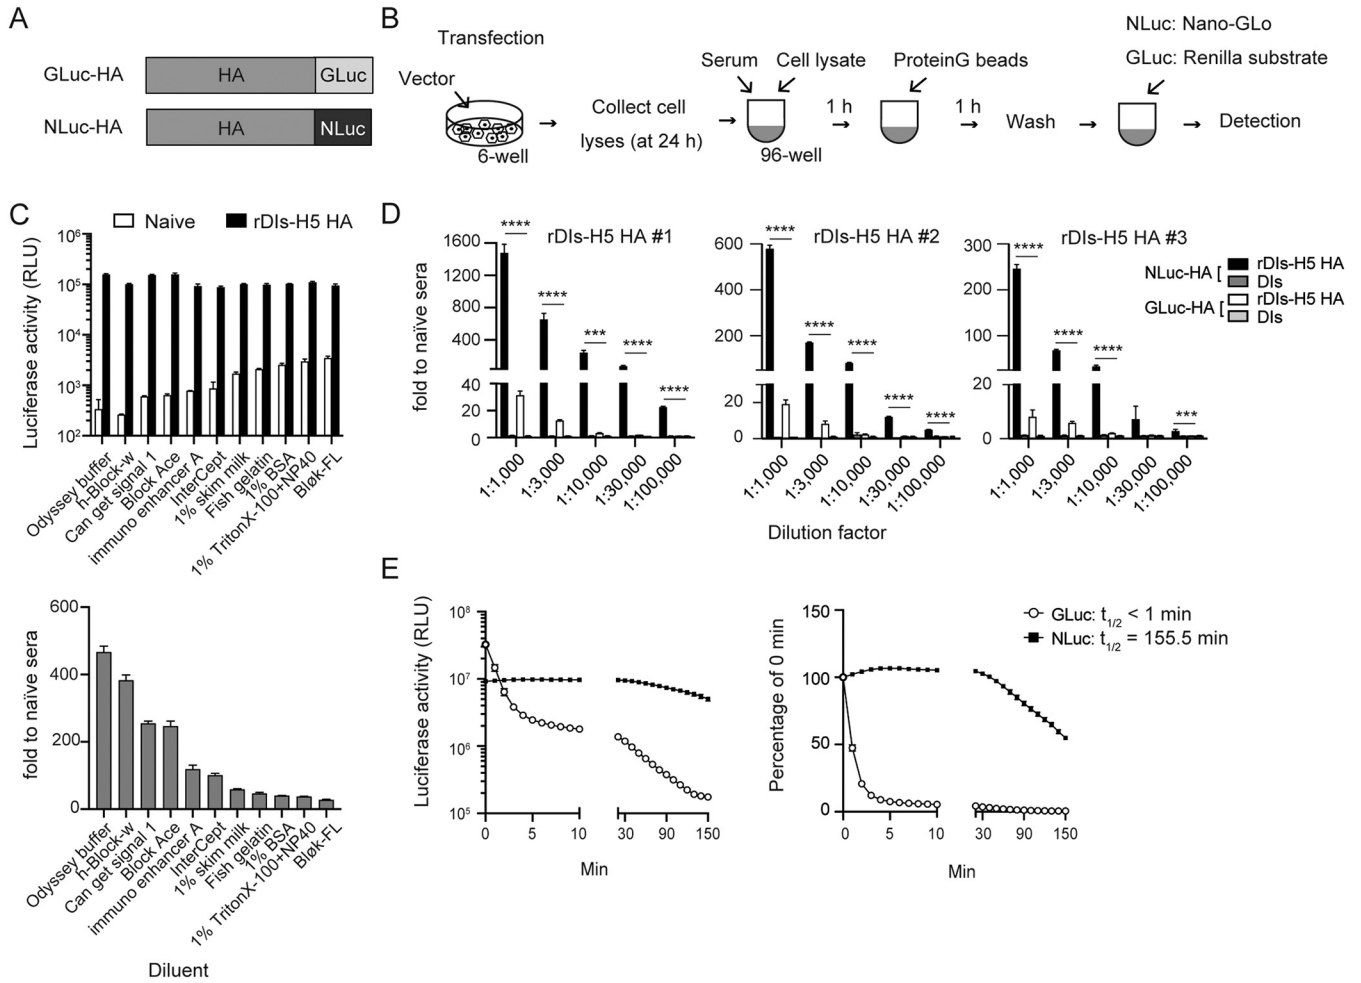 A
GLuc-HA
HA
GLuc
NLuc-HA
HA
NLuc
B
Transfection
Vector
6-well
Collect cell
lyses (at 24 h)
Serum
Cell lysate
96-well
1 h
ProteinG beads
1 h
Wash
NLuc: Nano-GLo
GLuc: Renilla substrate
Detection
C
Naive
rDIs-H5 HA
Luciferase activity (RLU)
10⁶
10⁵
10⁴
10³
10²
Odyssey buffer
h-Block-w
Can get signal 1
Block Ace
immuno enhancer A
InterCept
1% skim milk
Fish gelatin
1% BSA
1% TritonX-100+NP40
Bløk-FL
fold to naïve sera
600
400
200
0
Odyssey buffer
h-Block-w
Can get signal 1
Block Ace
immuno enhancer A
InterCept
1% skim milk
Fish gelatin
1% BSA
1% TritonX-100+NP40
Bløk-FL
Diluent
D
fold to naïve sera
rDIs-H5 HA #1
1600
1200
800
400
40
20
0
****
****
***
****
****
1:1,000
1:3,000
1:10,000
1:30,000
1:100,000
rDIs-H5 HA #2
600
400
200
20
0
****
****
****
****
****
1:1,000
1:3,000
1:10,000
1:30,000
1:100,000
rDIs-H5 HA #3
300
200
100
20
0
****
****
****
***
1:1,000
1:3,000
1:10,000
1:30,000
1:100,000
NLuc-HA
rDIs-H5 HA
DIs
GLuc-HA
rDIs-H5 HA
DIs
Dilution factor
E
Luciferase activity (RLU)
10⁸
10⁷
10⁶
10⁵
0
5
10
30
90
150
Min
Percentage of 0 min
150
100
50
0
0
5
10
30
90
150
Min
GLuc: t1/2 < 1 min
NLuc: t1/2 = 155.5 min